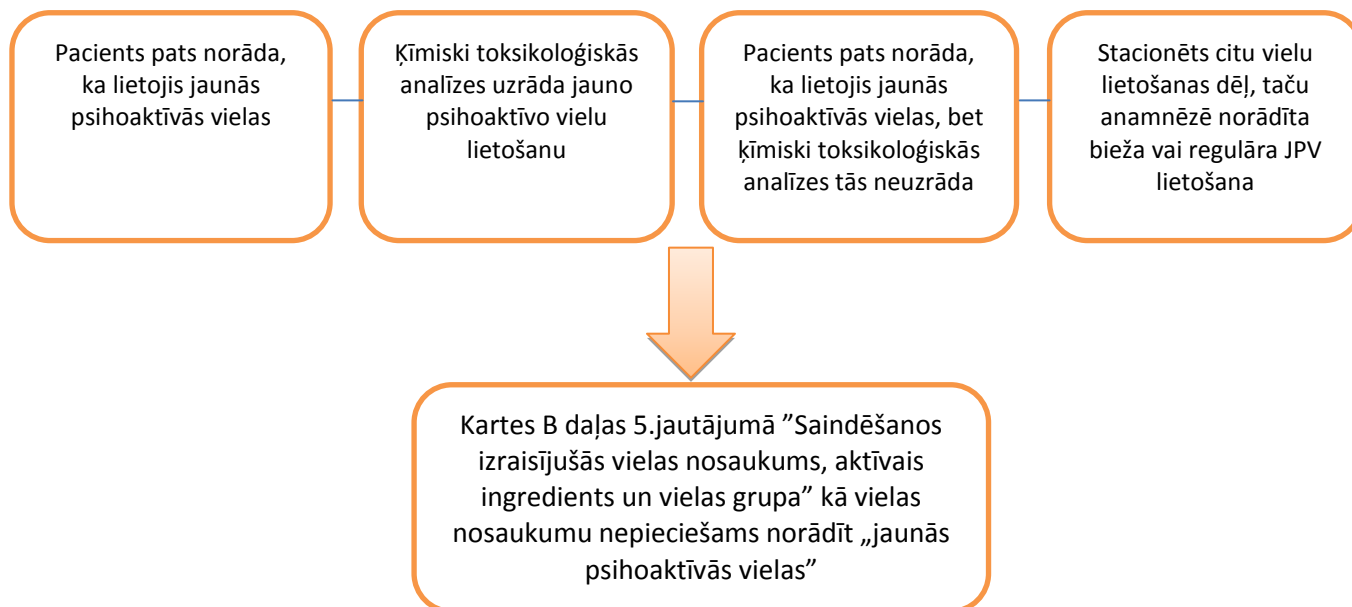 Pacients pats norāda,
ka lietojis jaunās
psihoaktīvās vielas
Ķīmiski toksikoloģiskās
analīzes uzrāda jauno
psihoaktīvo vielu
lietošanu
Pacients pats norāda,
ka lietojis jaunās
psihoaktīvās vielas, bet
ķīmiski toksikoloģiskās
analīzes tās neuzrāda
Stacionēts citu vielu
lietošanas dēļ, taču
anamnēzē norādīta
bieža vai regulāra JPV
lietošana
Kartes B daļas 5.jautājumā ”Saindēšanos
izraisījušās vielas nosaukums, aktīvais
ingredients un vielas grupa” kā vielas
nosaukumu nepieciešams norādīt „jaunās
psihoaktīvās vielas”